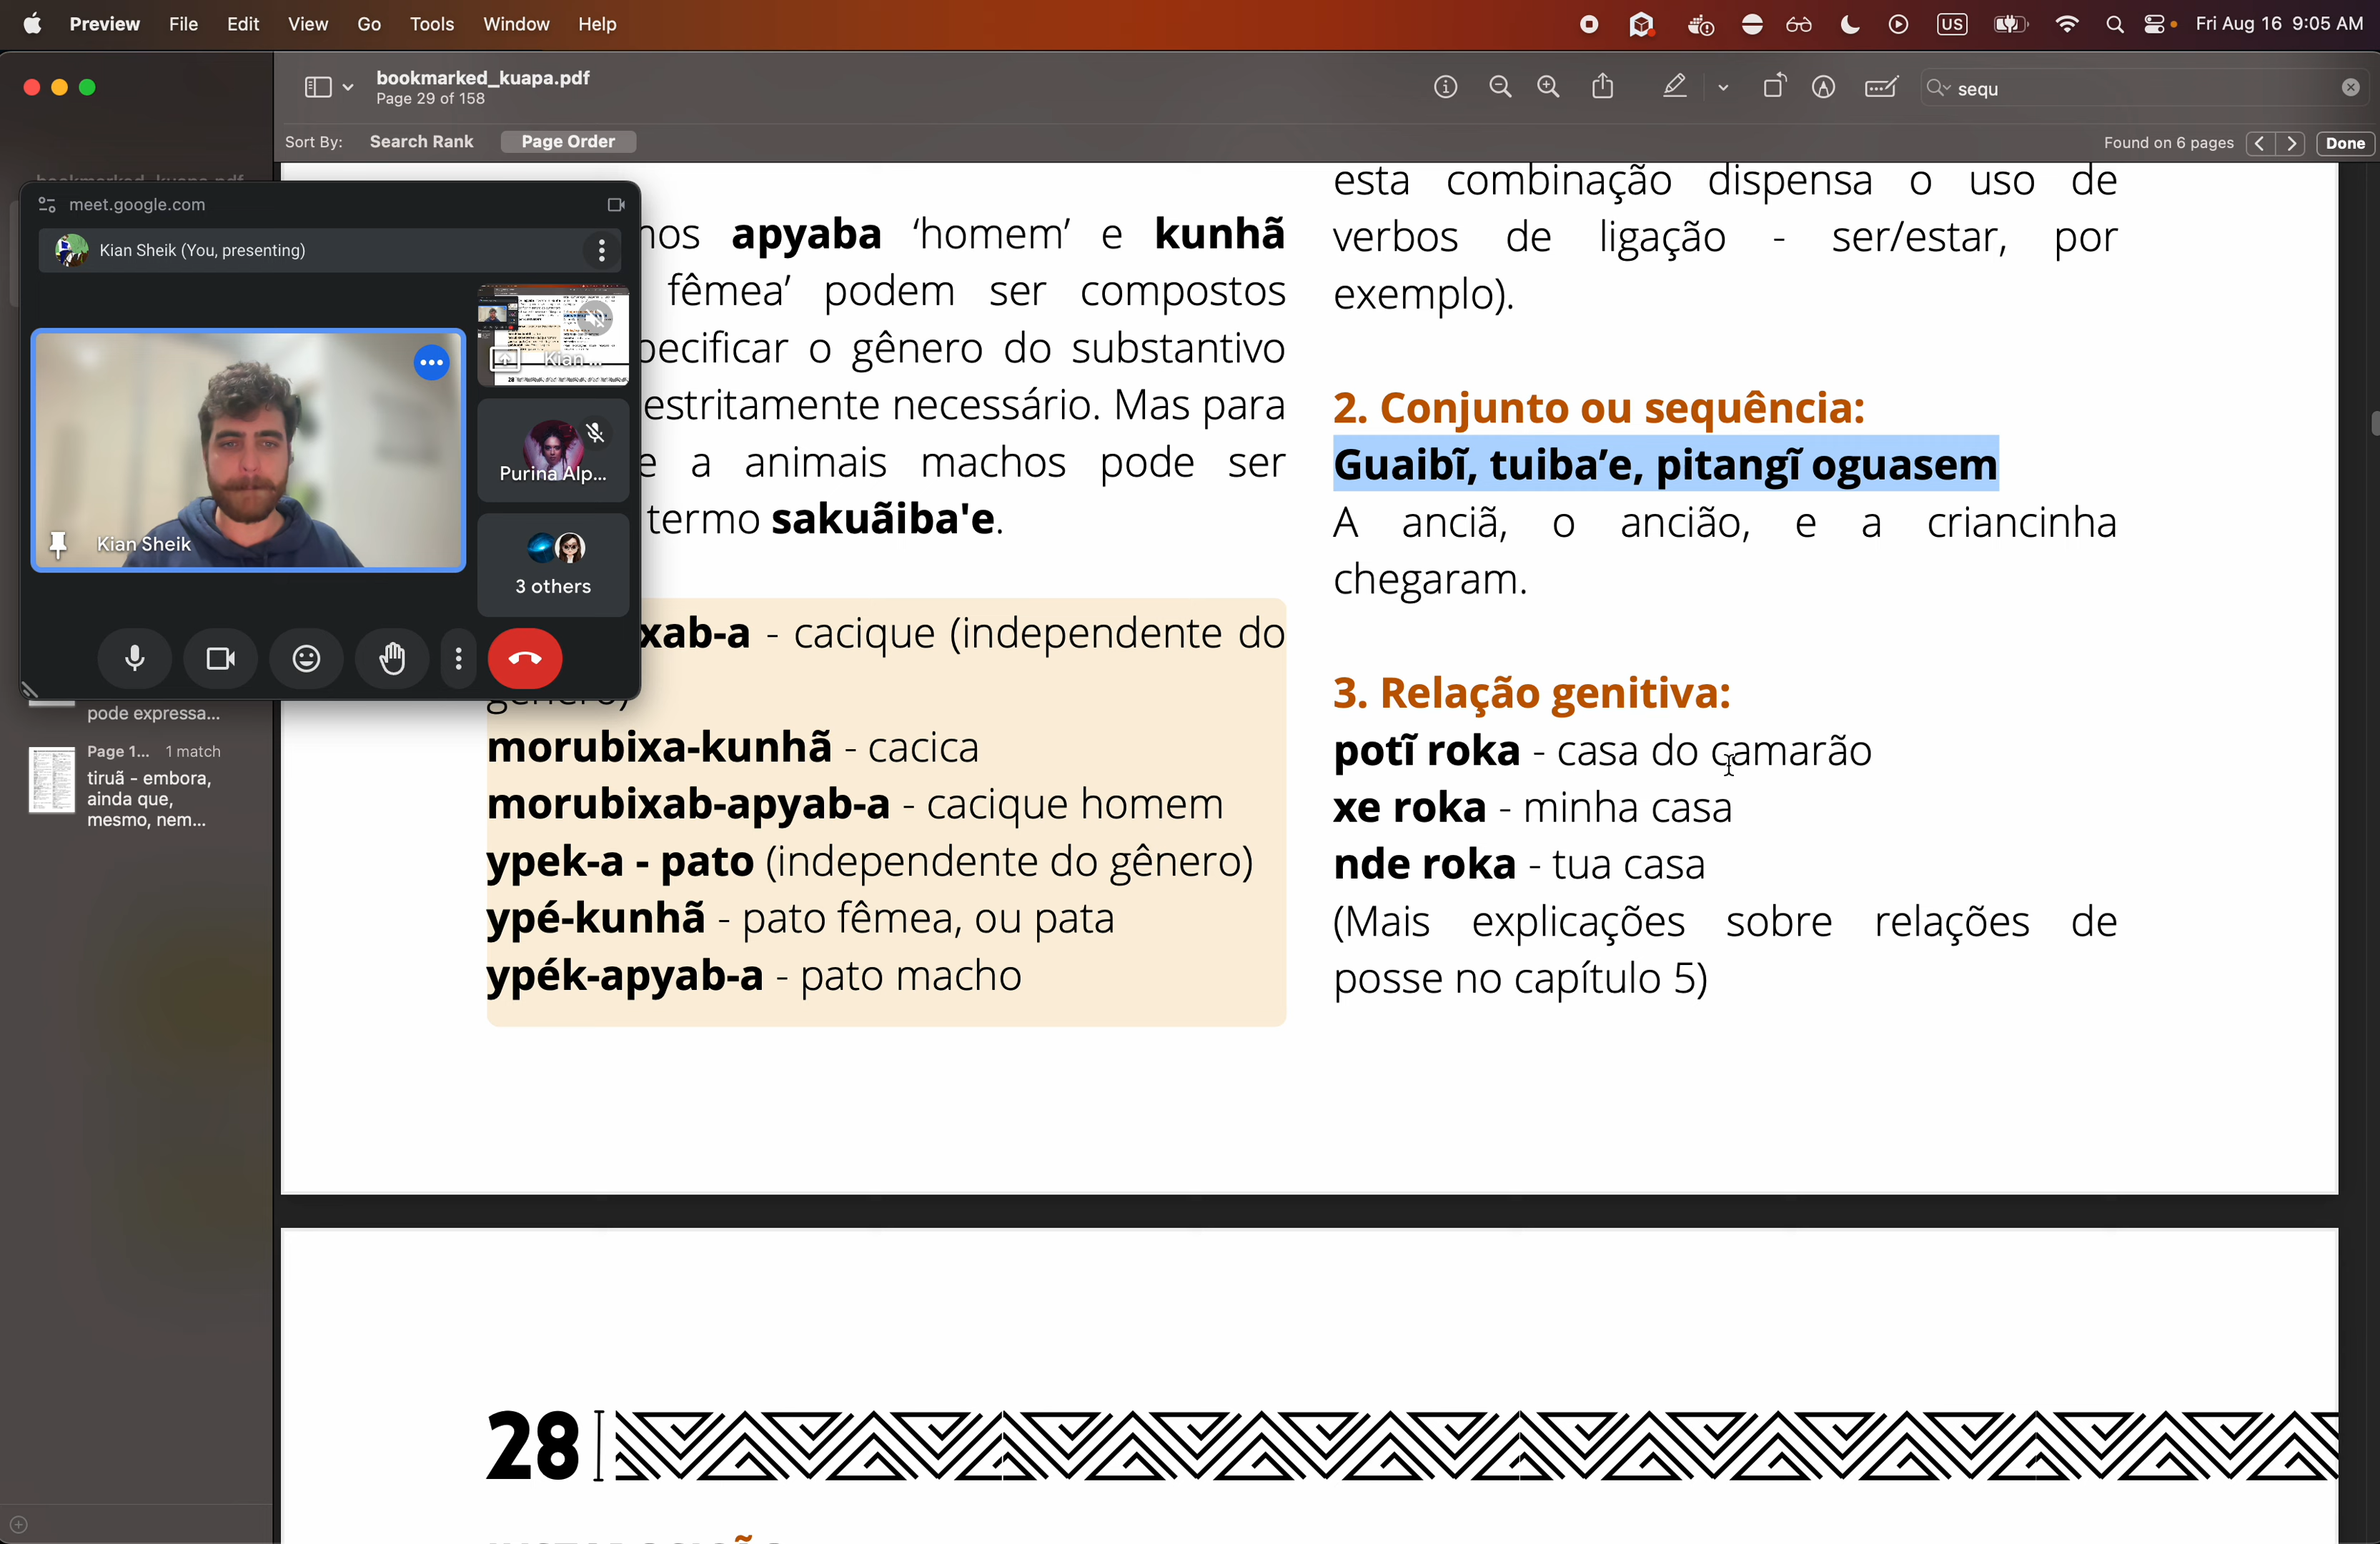 Preview File Edit View Go Tools Window Help
US
Fri Aug 16 9:05 AM
bookmarked_kuapa.pdf
Page 29 of 158
sequ
Sort By: Search Rank Page Order
Found on 6 pages
Done
meet.google.com
Kian Sheik (You, presenting)
Kian ...
Purina Alp...
Kian Sheik
3 others
pode expressa...
Page 1... 1 match
tiruã - embora,
ainda que,
mesmo, nem...
apyaba ‘homem’ e kunhã
fêmea’ podem ser compostos
o gênero do substantivo
estritamente necessário. Mas para
a animais machos pode ser
termo sakuãiba'e.
xab-a - cacique (independente do
gênero)
morubixa-kunhã - cacica
morubixab-apyab-a - cacique homem
ypek-a - pato (independente do gênero)
ypé-kunhã - pato fêmea, ou pata
ypék-apyab-a - pato macho
esta combinação dispensa o uso de
verbos de ligação - ser/estar, por
exemplo).
2. Conjunto ou sequência:
Guaibĩ, tuiba’e, pitangĩ oguasem
A anciã, o ancião, e a criancinha
chegaram.
3. Relação genitiva:
potĩ roka - casa do camarão
xe roka - minha casa
nde roka - tua casa
(Mais explicações sobre relações de
posse no capítulo 5)
28